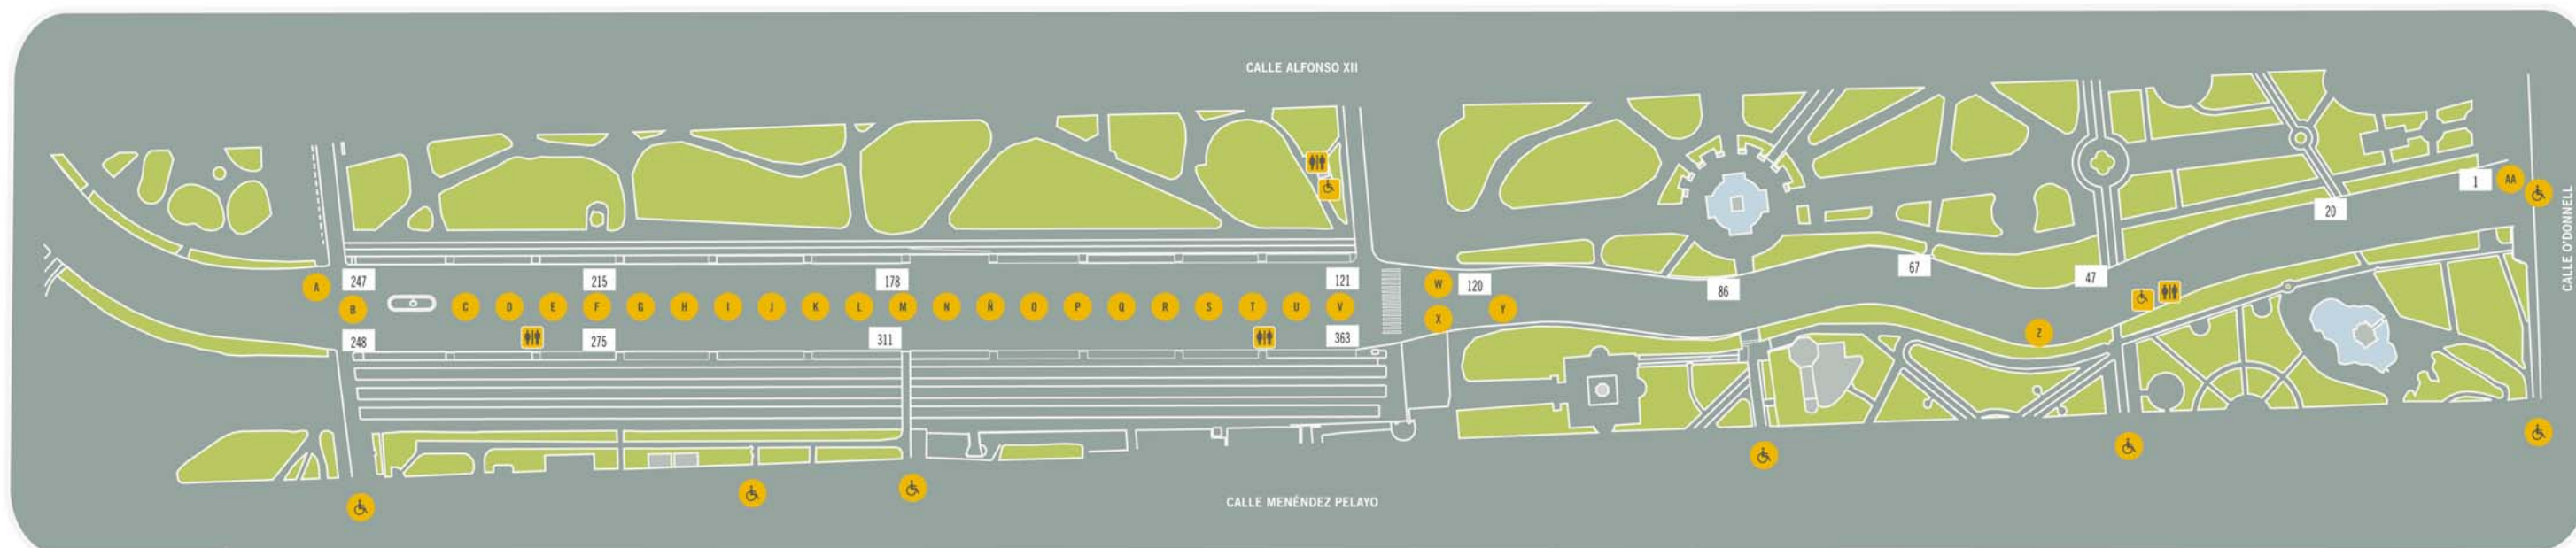 CALLE ALFONSO XII
1
AA
20
67
47
86
CALLE O'DONNELL
247
215
178
121
W
120
A
B
C
D
E
F
G
H
I
J
K
L
M
N
Ñ
O
P
Q
R
S
T
U
V
X
Y
Z
248
275
311
363
CALLE MENÉNDEZ PELAYO